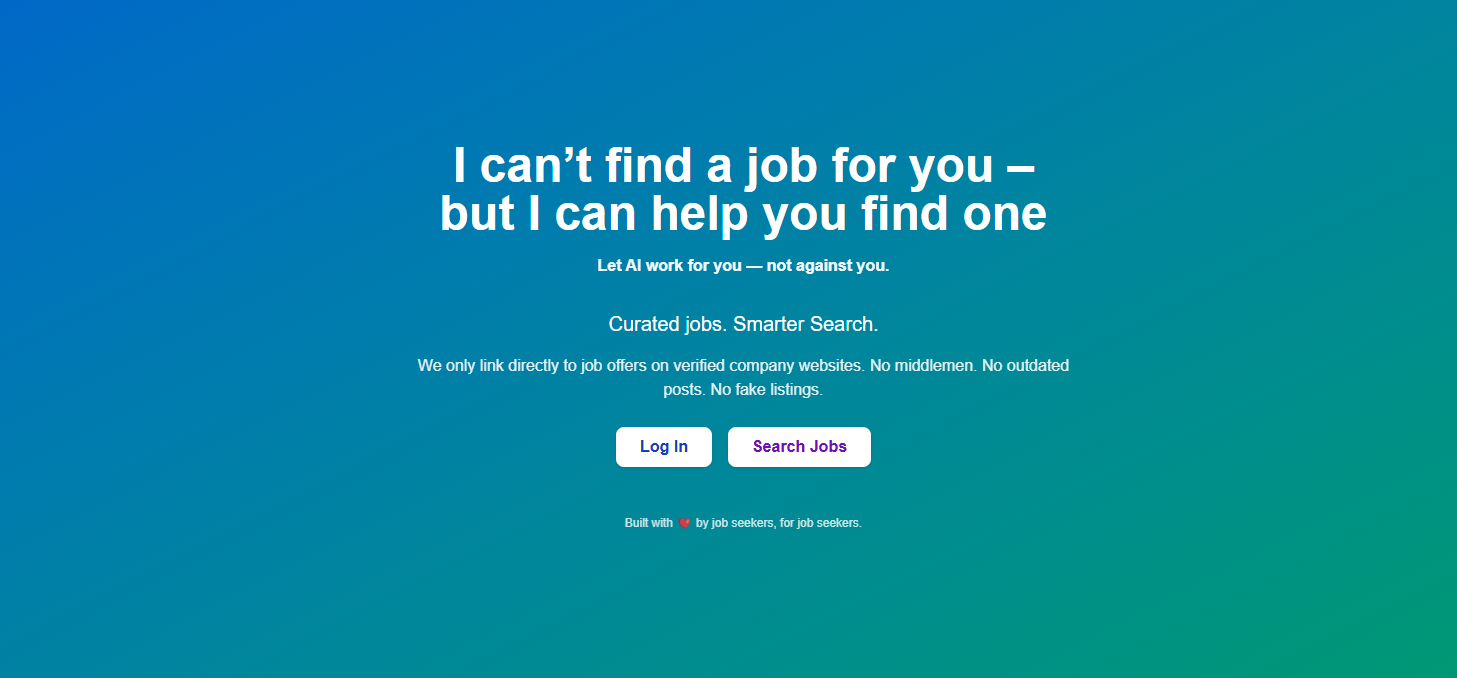 I can’t find a job for you –
but I can help you find one
Let AI work for you — not against you.
Curated jobs. Smarter Search.
We only link directly to job offers on verified company websites. No middlemen. No outdated
posts. No fake listings.
Log In
Search Jobs
Built with ❤️ by job seekers, for job seekers.